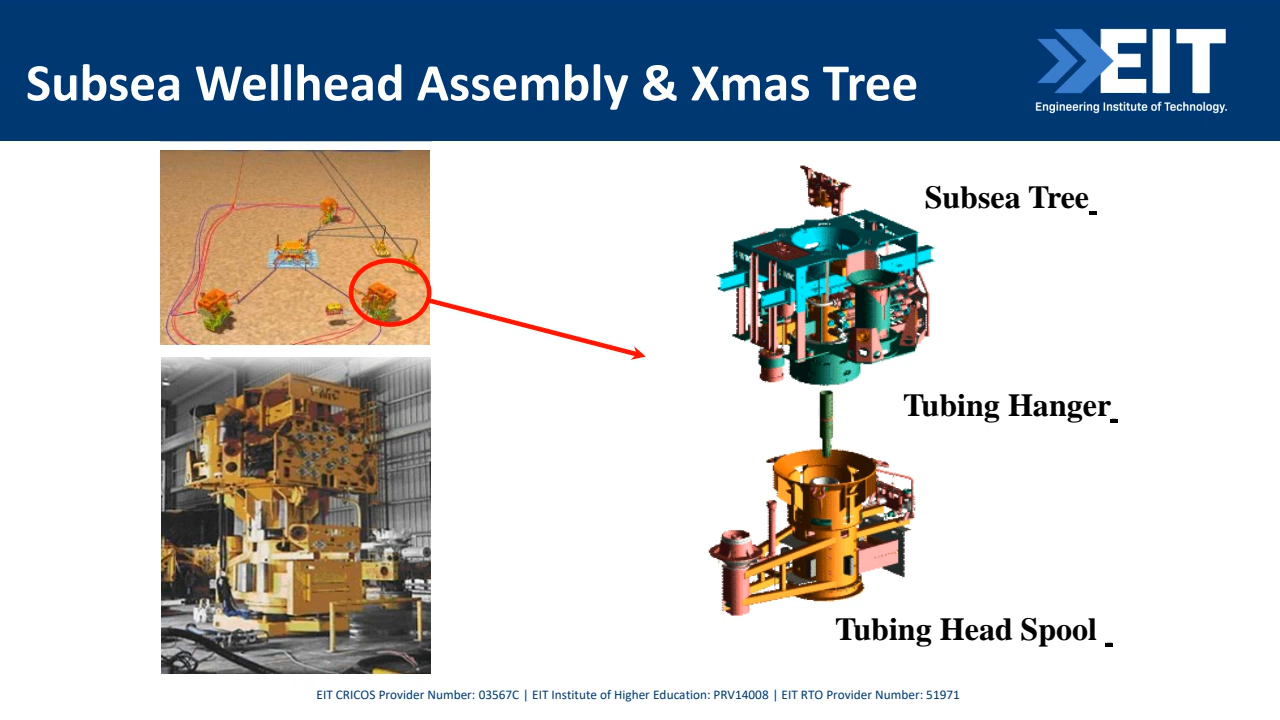 Subsea Wellhead Assembly & Xmas Tree
EIT
Engineering Institute of Technology.
Subsea Tree
Tubing Hanger
Tubing Head Spool
EIT CRICOS Provider Number: 03567C | EIT Institute of Higher Education: PRV14008 | EIT RTO Provider Number: 51971